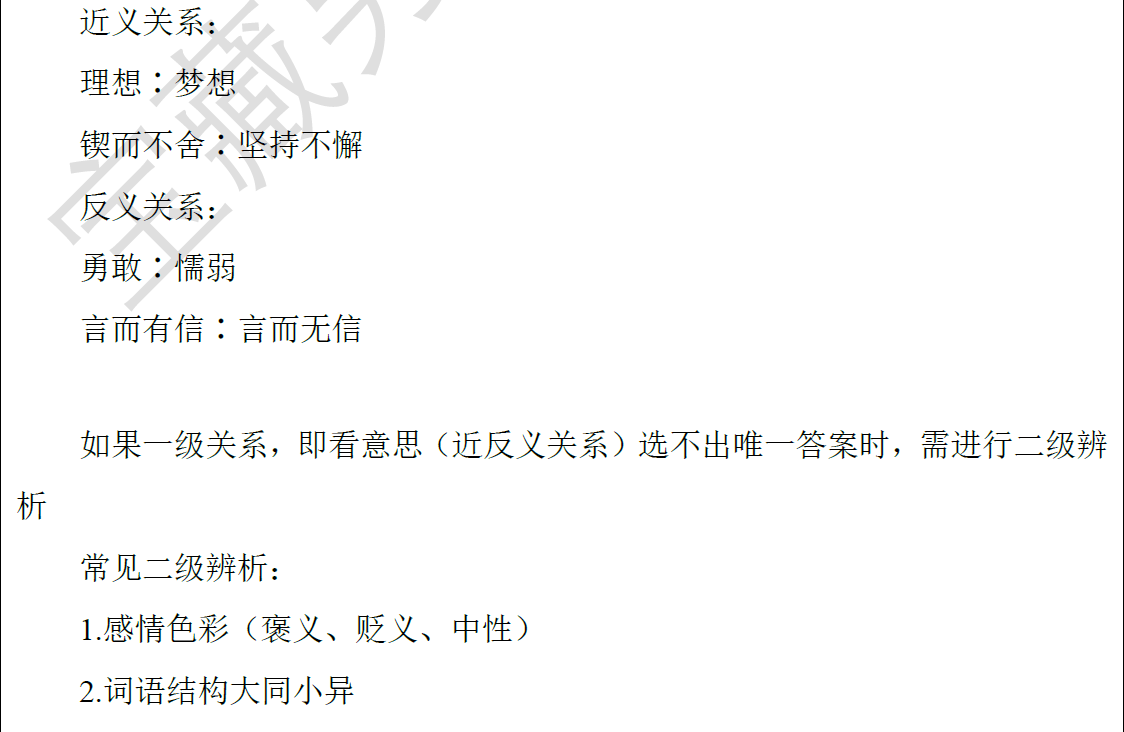 近义关系：
理想∶梦想
锲而不舍∶坚持不懈
反义关系：
勇敢∶懦弱
言而有信∶言而无信
如果一级关系，即看意思（近反义关系）选不出唯一答案时，需进行二级辨
析
常见二级辨析：
1.感情色彩（褒义、贬义、中性）
2.词语结构大同小异
宝藏